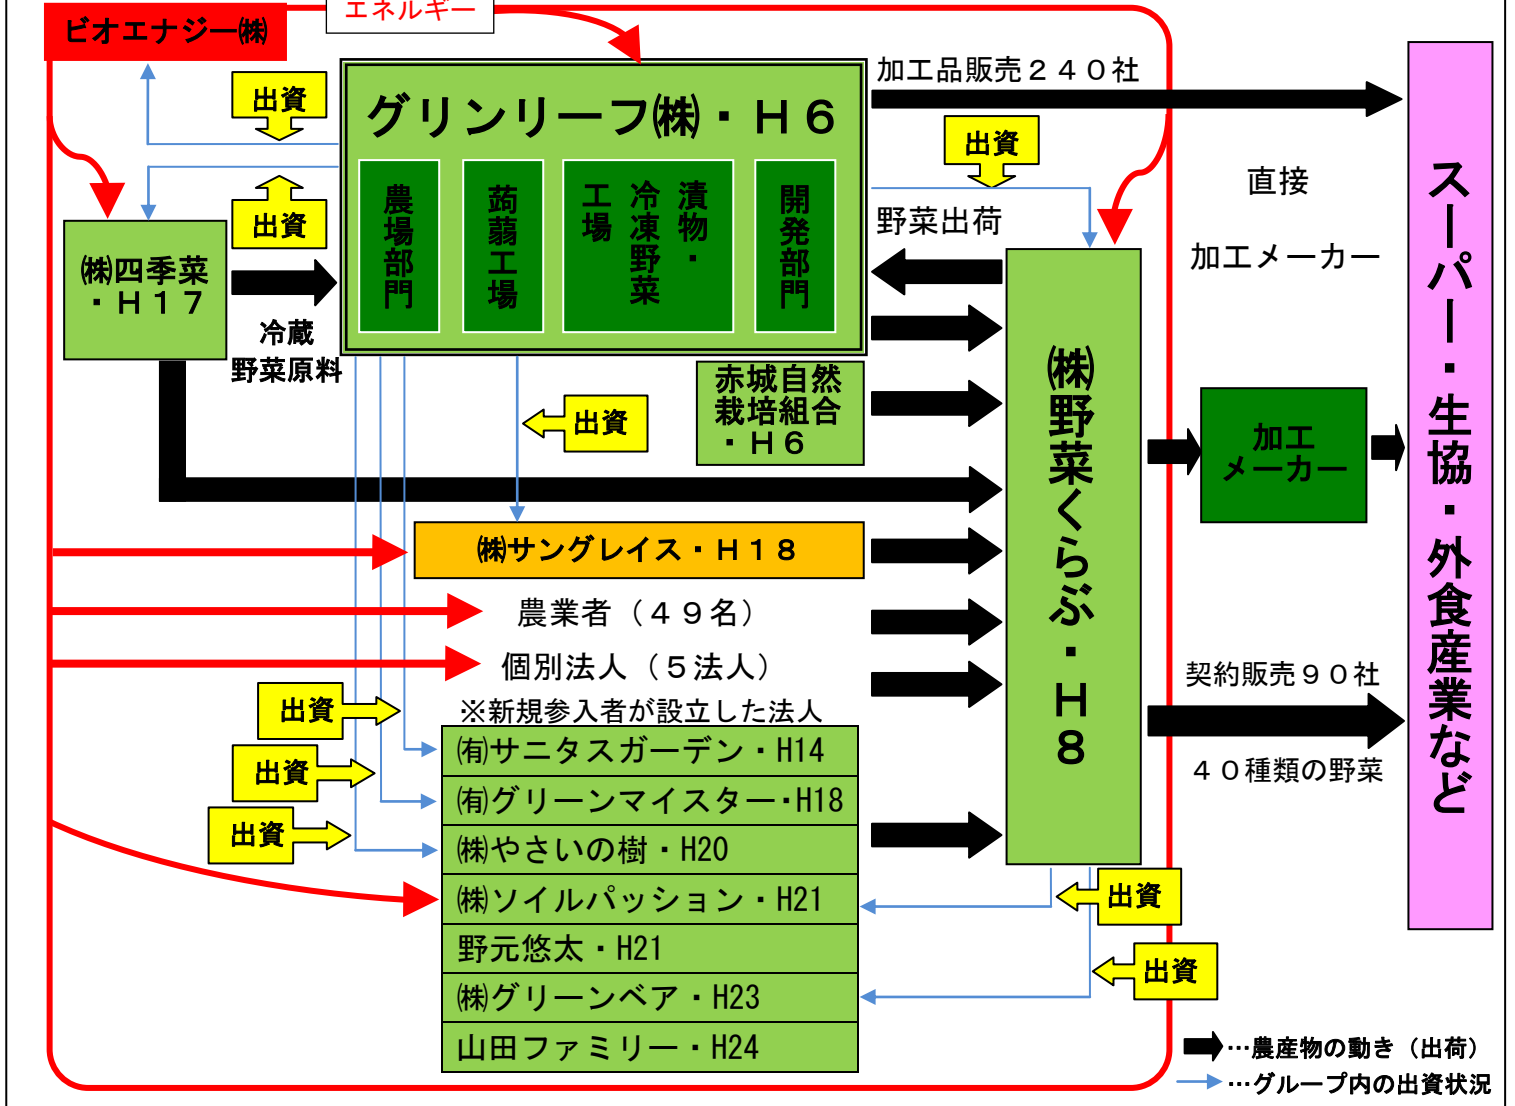 エネルギー
ビオエナジー㈱
出資
出資
グリンリーフ㈱・Ｈ６
農場部門
蒟蒻工場
漬物・
冷凍野菜
工場
開発部門
加工品販売２４０社
出資
直接
加工メーカー
野菜出荷
㈱四季菜
・Ｈ１７
冷蔵
野菜原料
赤城自然
栽培組合
・Ｈ６
出資
㈱野菜くらぶ・Ｈ８
加工
メーカー
スーパー・生協・外食産業など
㈱サングレイス・Ｈ１８
農業者（４９名）
個別法人（５法人）
※新規参入者が設立した法人
出資
出資
出資
㈲サニタスガーデン・H14
㈲グリーンマイスター・H18
㈱やさいの樹・H20
㈱ソイルパッション・H21
野元悠太・H21
㈱グリーンベア・H23
山田ファミリー・H24
契約販売９０社
４０種類の野菜
出資
出資
…農産物の動き（出荷）
…グループ内の出資状況